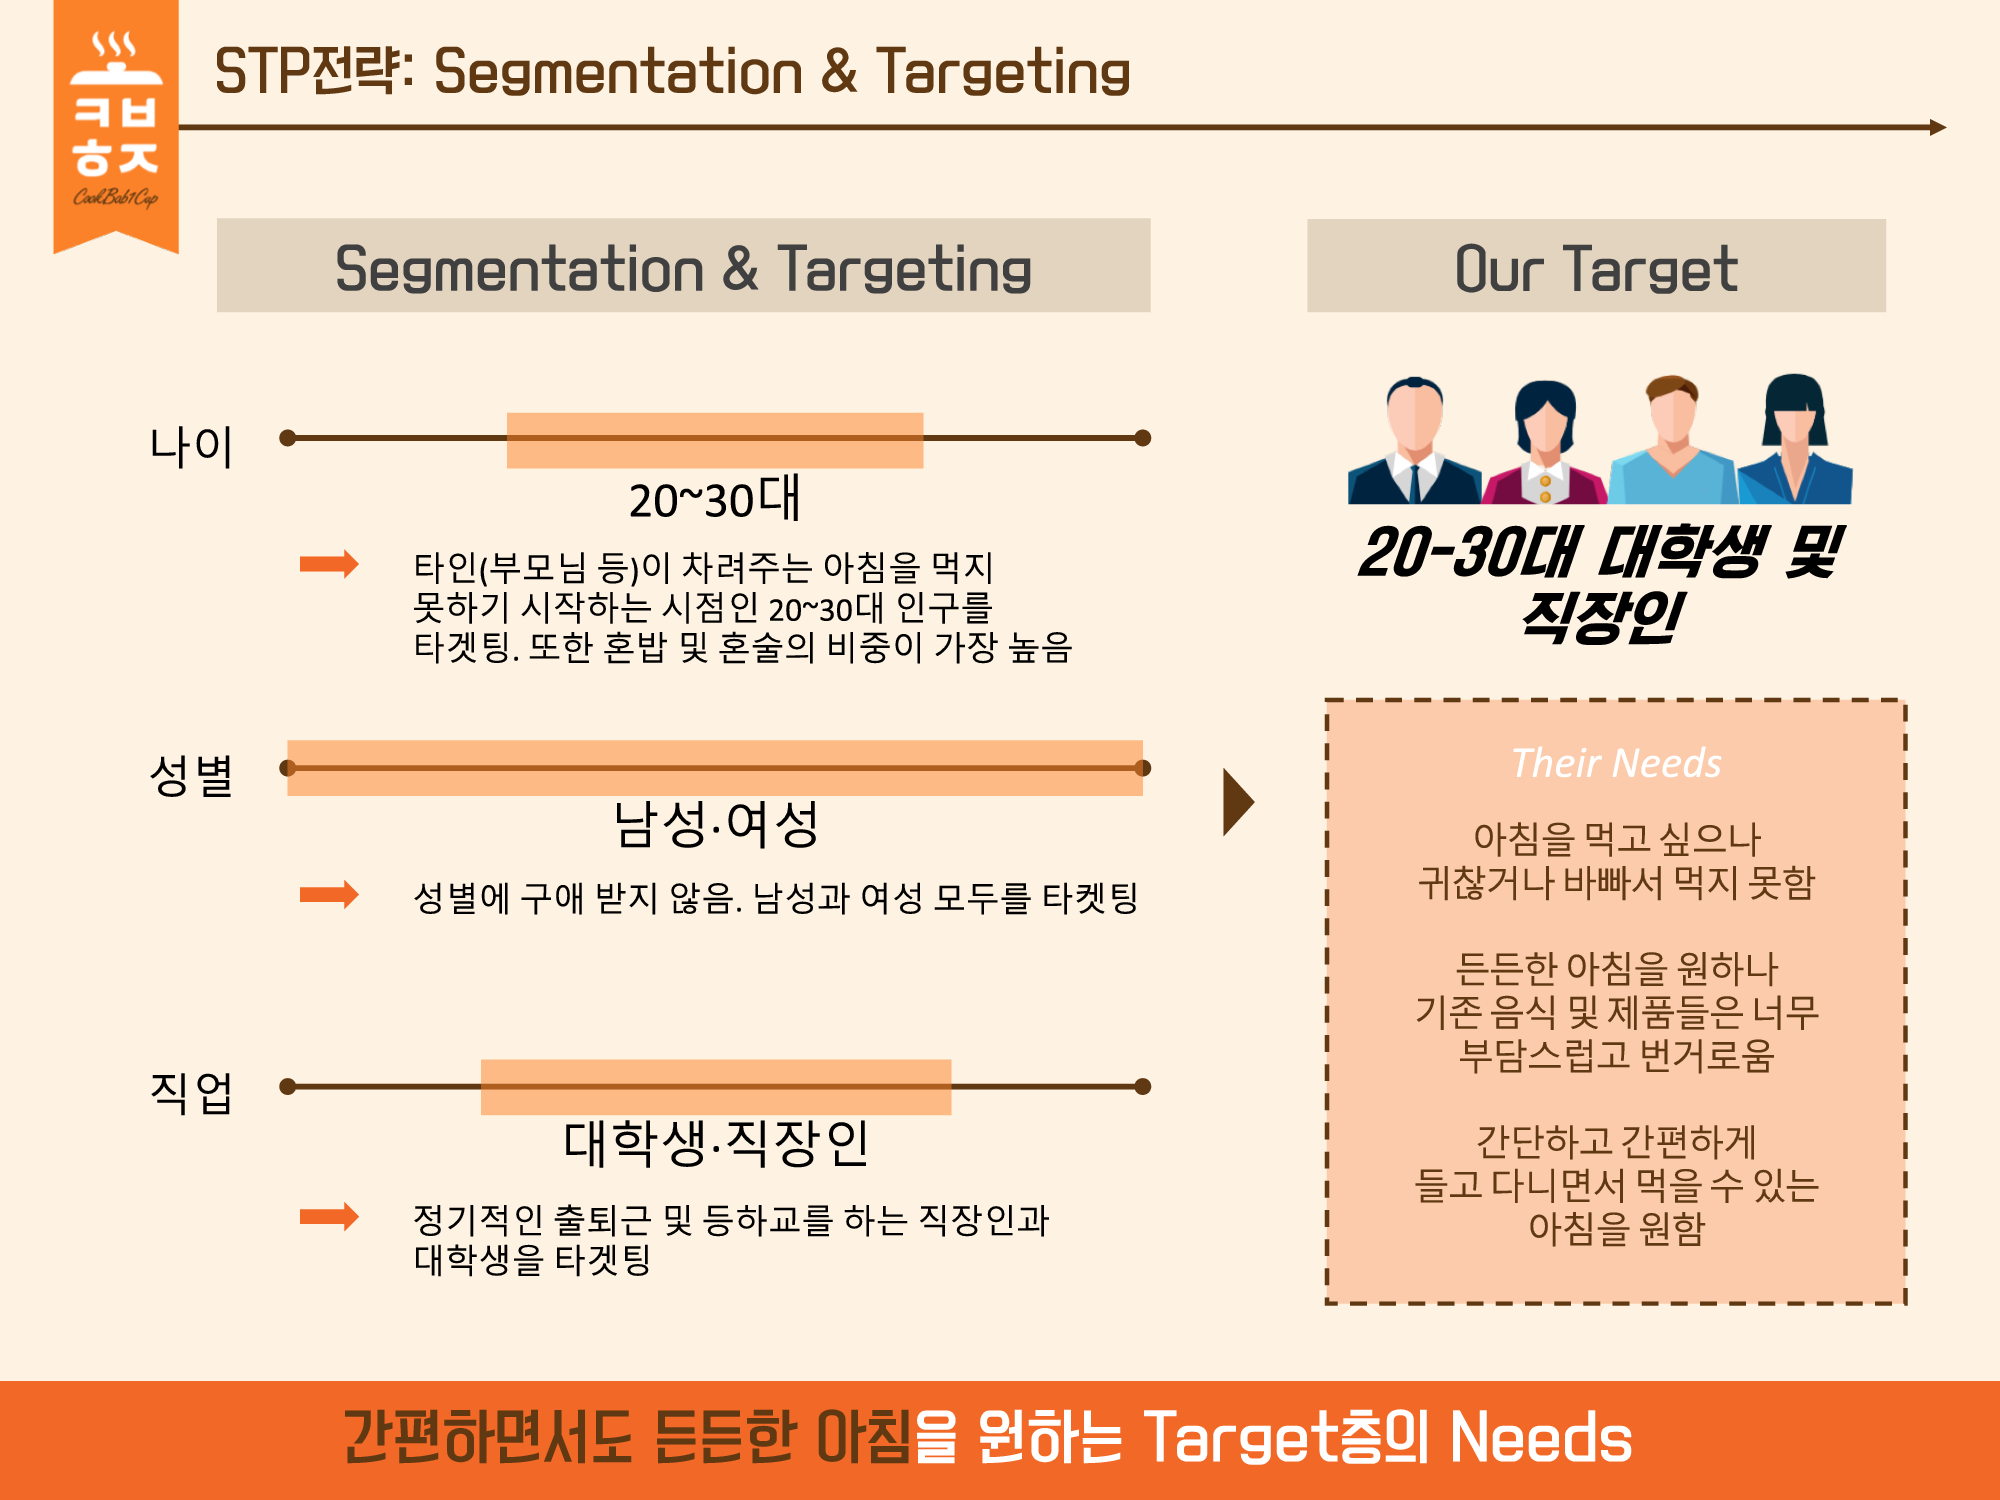 STP전략: Segmentation & Targeting
ㅋㅂ
ㅎㅈ
CookBab1Cup
Segmentation & Targeting
나이
20~30대
타인(부모님 등)이 차려주는 아침을 먹지
못하기 시작하는 시점인 20~30대 인구를
타겟팅. 또한 혼밥 및 혼술의 비중이 가장 높음
성별
남성·여성
성별에 구애 받지 않음. 남성과 여성 모두를 타켓팅
직업
대학생·직장인
정기적인 출퇴근 및 등하교를 하는 직장인과
대학생을 타겟팅
Our Target
20-30대 대학생 및
직장인
Their Needs
아침을 먹고 싶으나
귀찮거나 바빠서 먹지 못함
든든한 아침을 원하나
기존 음식 및 제품들은 너무
부담스럽고 번거로움
간단하고 간편하게
들고 다니면서 먹을 수 있는
아침을 원함
간편하면서도 든든한 아침을 원하는 Target층의 Needs